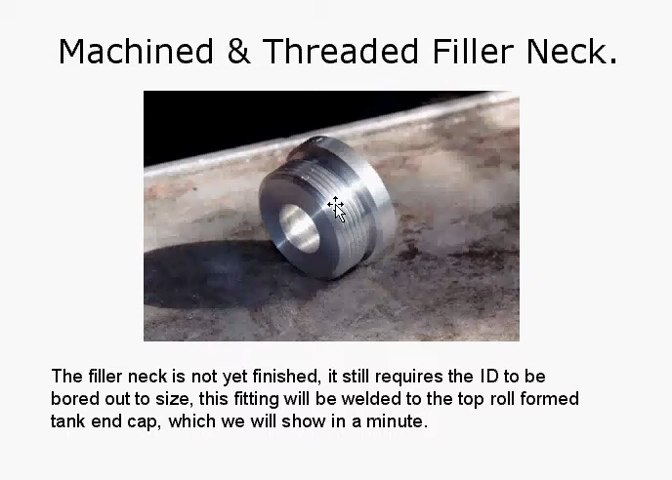 Machined & Threaded Filler Neck.
The filler neck is not yet finished, it still requires the ID to be
bored out to size, this fitting will be welded to the top roll formed
tank end cap, which we will show in a minute.